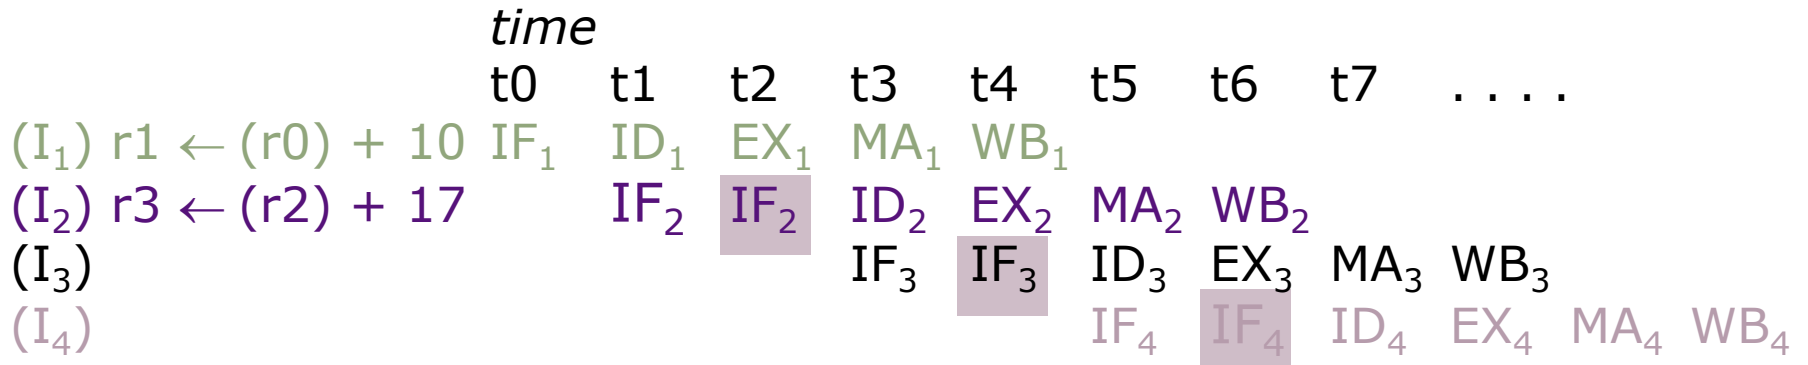 time
t0 t1 t2 t3 t4 t5 t6 t7 . . . .
(I₁) r1 ← (r0) + 10 IF₁ ID₁ EX₁ MA₁ WB₁
(I₂) r3 ← (r2) + 17 IF₂ IF₂ ID₂ EX₂ MA₂ WB₂
(I₃) IF₃ IF₃ ID₃ EX₃ MA₃ WB₃
(I₄) IF₄ IF₄ ID₄ EX₄ MA₄ WB₄